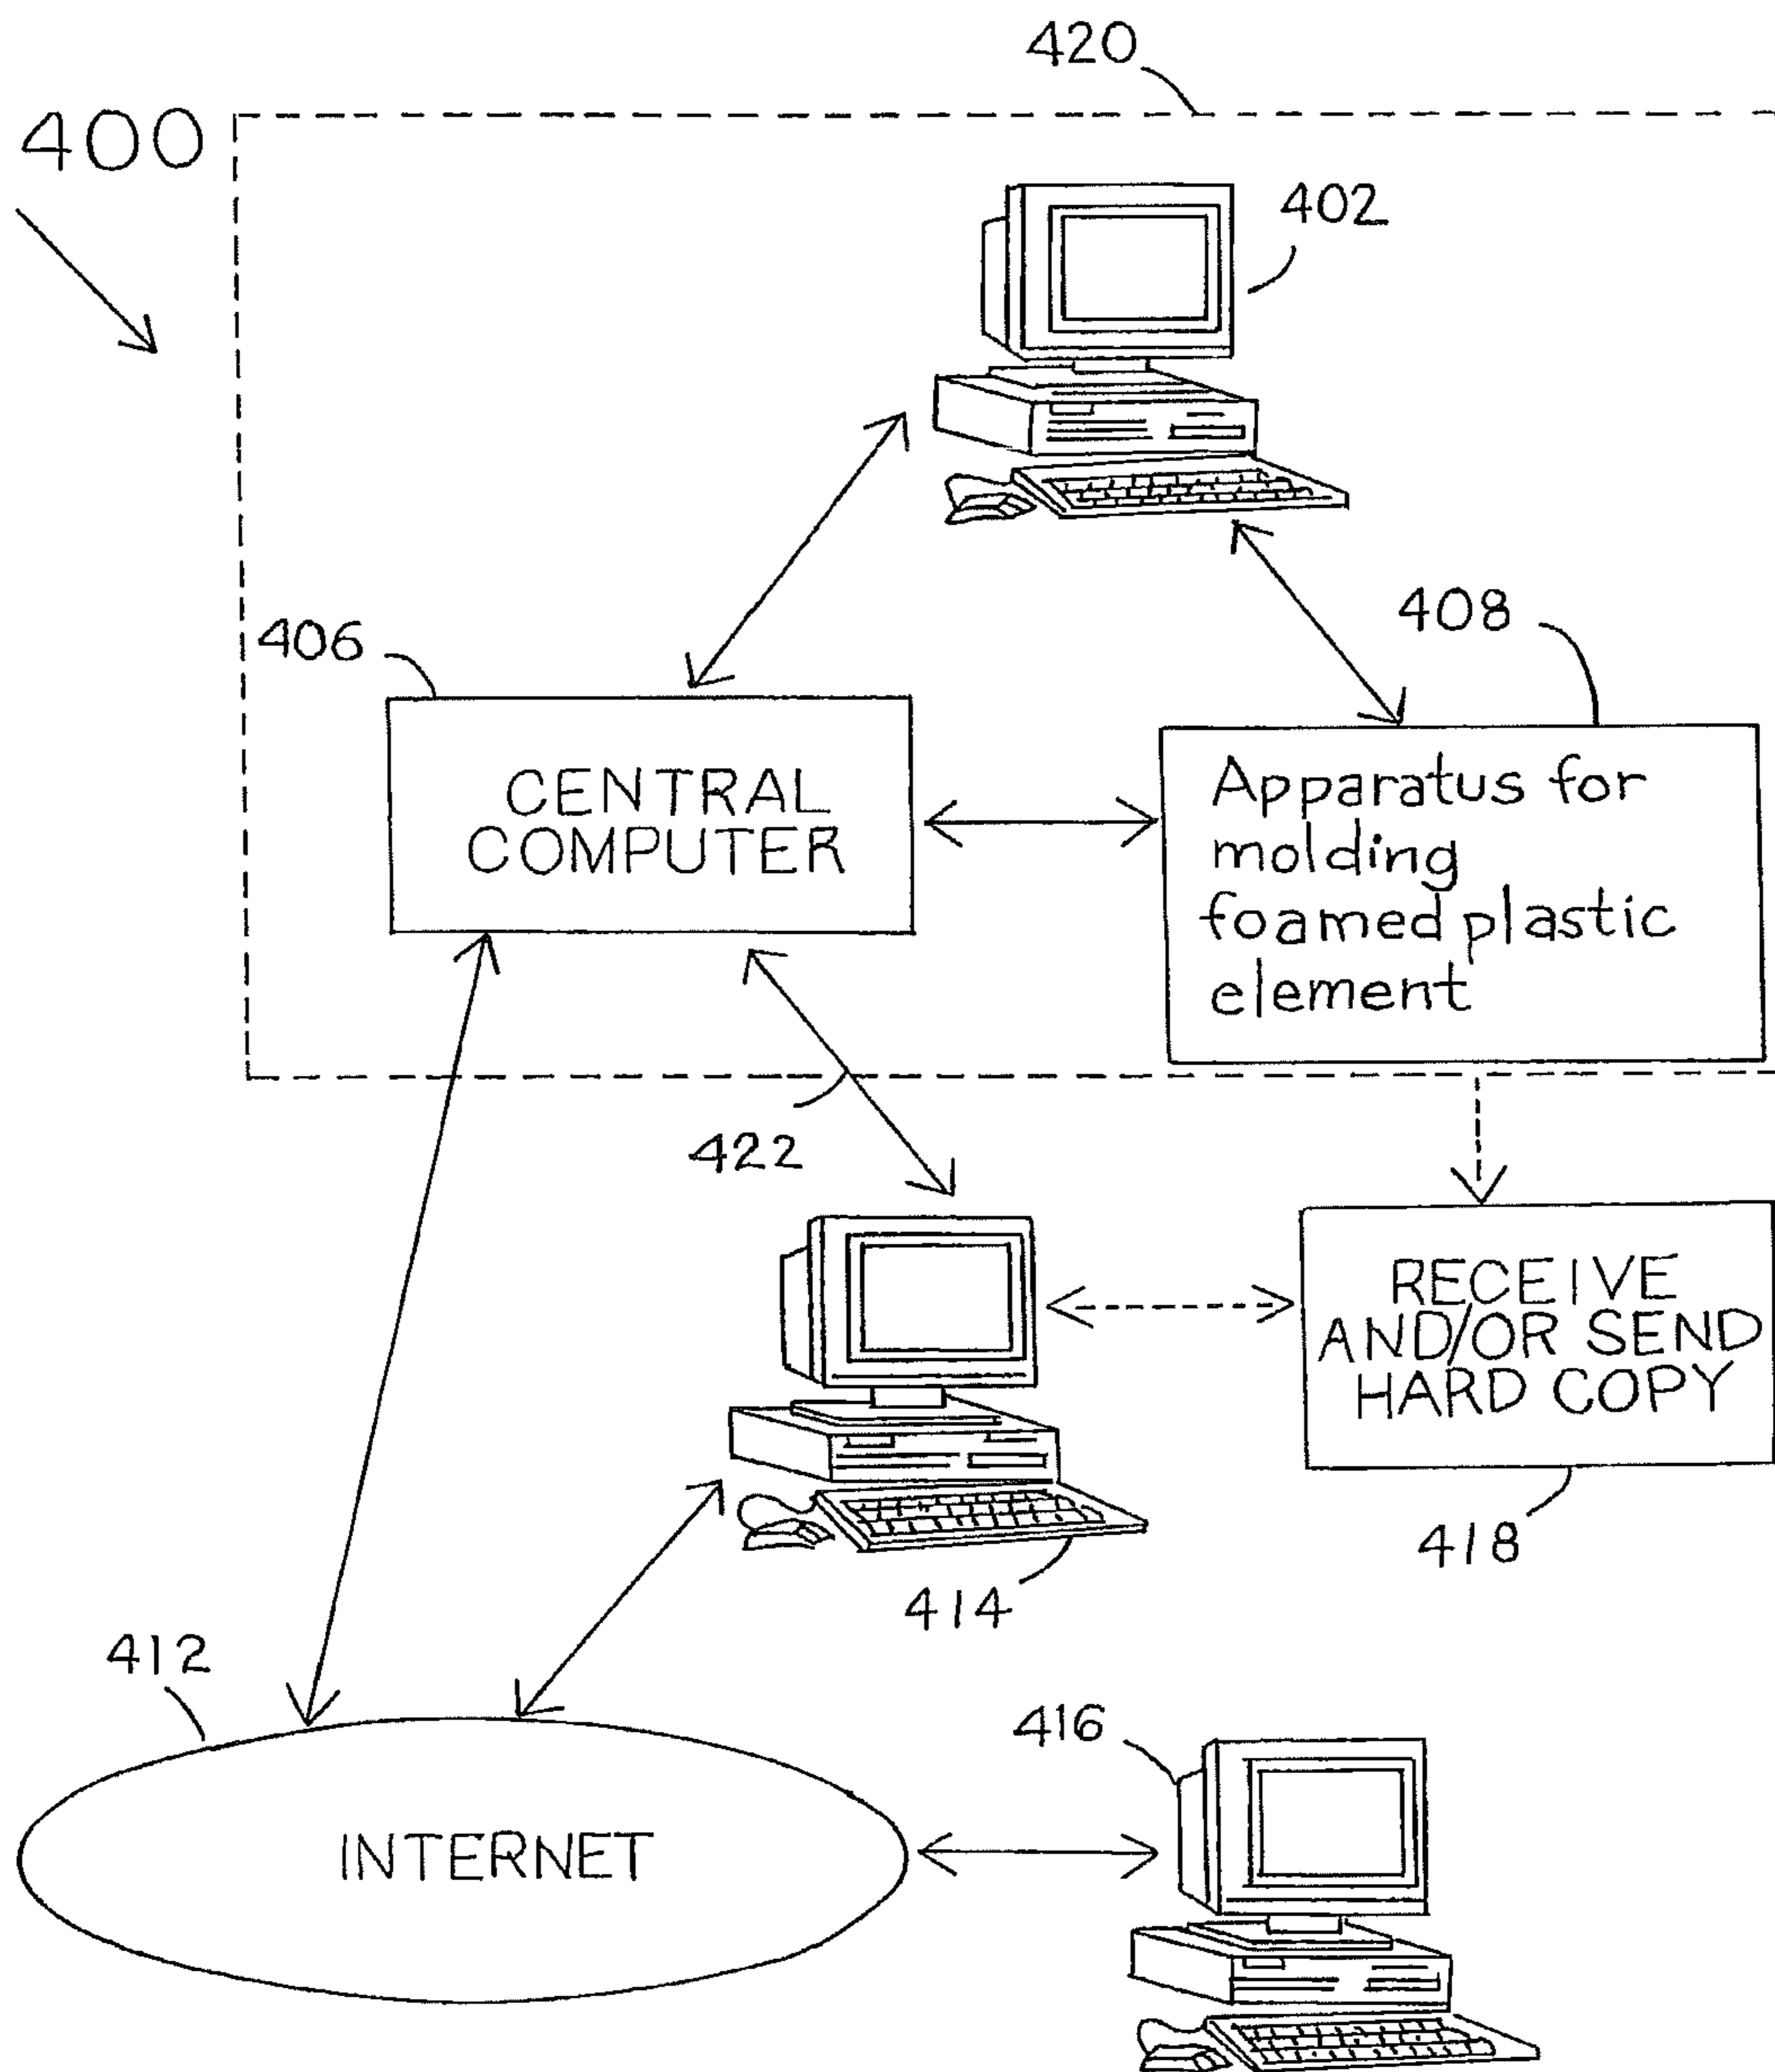 420
400
402
406
408
CENTRAL
COMPUTER
Apparatus for
molding
foamed plastic
element
422
RECEIVE
AND/OR SEND
HARD COPY
418
414
412
416
INTERNET